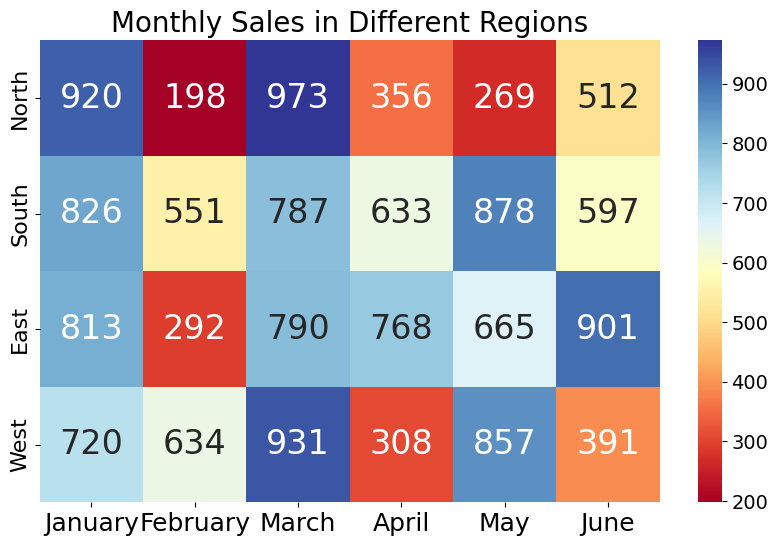 Monthly Sales in Different Regions
North 920 198 973 356 269 512
South 826 551 787 633 878 597
East 813 292 790 768 665 901
West 720 634 931 308 857 391
January February March April May June
900
800
700
600
500
400
300
200